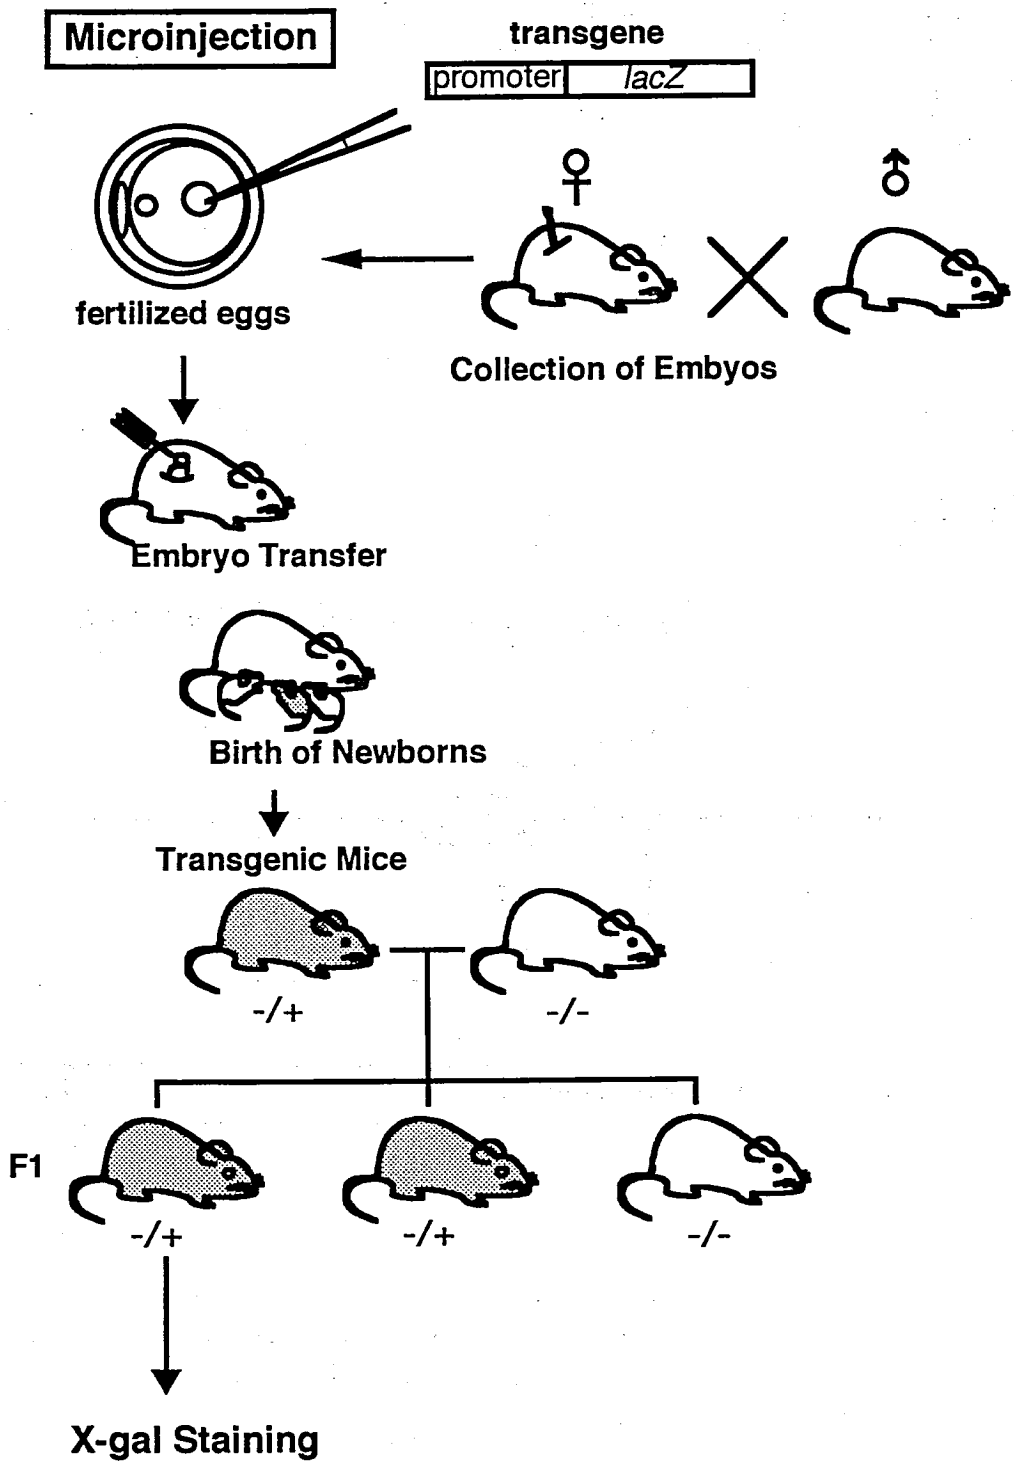 Microinjection
transgene
promoter lacZ
♀
♂
fertilized eggs
Collection of Embyos
Embryo Transfer
Birth of Newborns
Transgenic Mice
-/+ -/-
F1
-/+ -/+ -/-
X-gal Staining